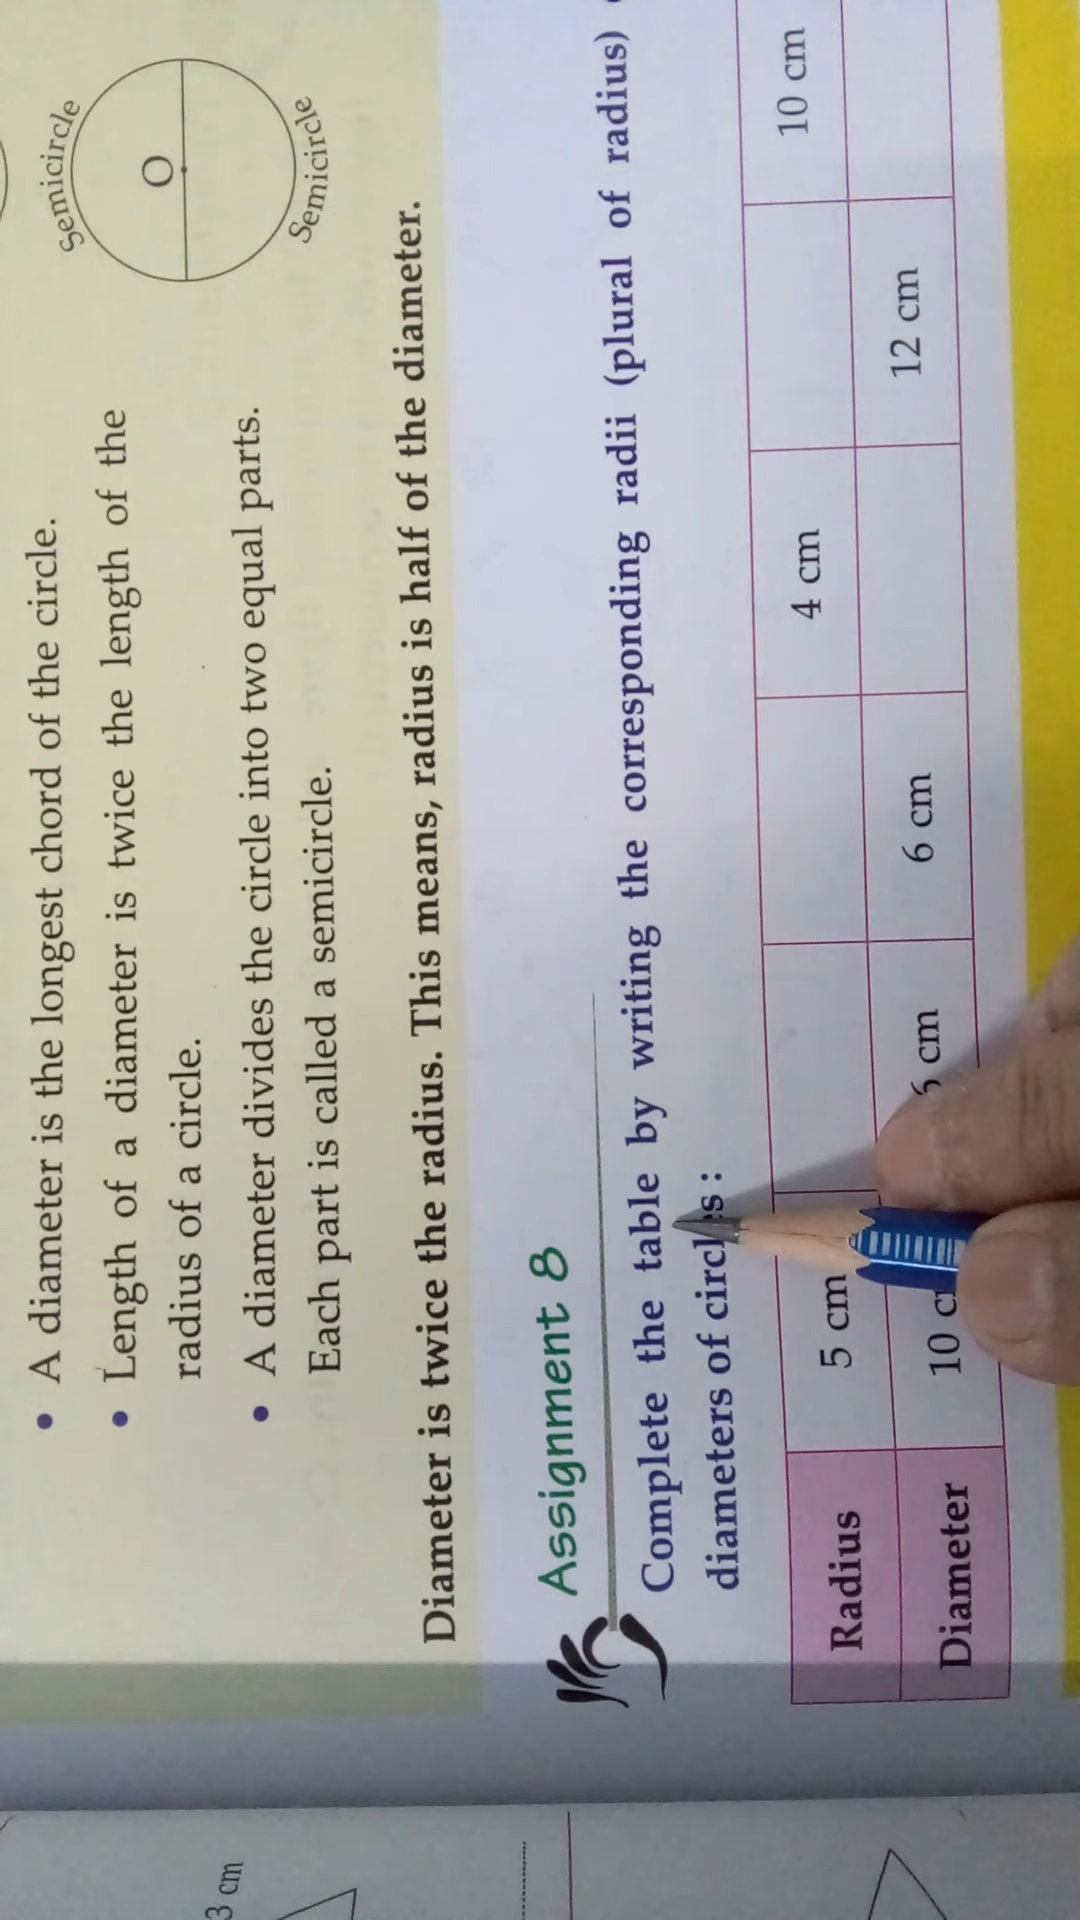 Semicircle
O
Semicircle
• A diameter is the longest chord of the circle.
• Length of a diameter is twice the length of the
radius of a circle.
• A diameter divides the circle into two equal parts.
Each part is called a semicircle.
Diameter is twice the radius. This means, radius is half of the diameter.
Assignment 8
Complete the table by writing the corresponding radii (plural of radius)
diameters of circles :
Radius 5 cm 4 cm 10 cm
Diameter 10 cm 6 cm 12 cm
3 cm